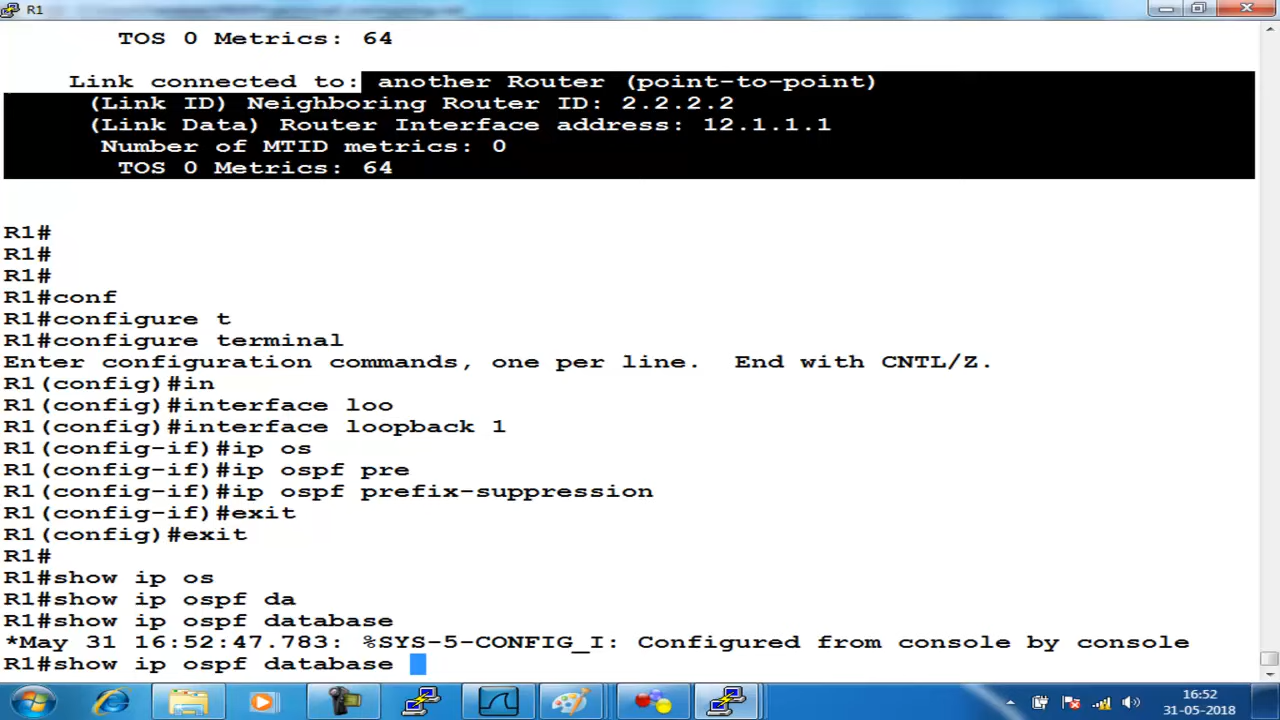 R1
TOS 0 Metrics: 64
Link connected to: another Router (point-to-point)
(Link ID) Neighboring Router ID: 2.2.2.2
(Link Data) Router Interface address: 12.1.1.1
Number of MTID metrics: 0
TOS 0 Metrics: 64
R1#
R1#
R1#
R1#conf
R1#configure t
R1#configure terminal
Enter configuration commands, one per line.  End with CNTL/Z.
R1(config)#in
R1(config)#interface loo
R1(config)#interface loopback 1
R1(config-if)#ip os
R1(config-if)#ip ospf pre
R1(config-if)#ip ospf prefix-suppression
R1(config-if)#exit
R1(config)#exit
R1#
R1#show ip os
R1#show ip ospf da
R1#show ip ospf database
*May 31 16:52:47.783: %SYS-5-CONFIG_I: Configured from console by console
R1#show ip ospf database
16:52
31-05-2018